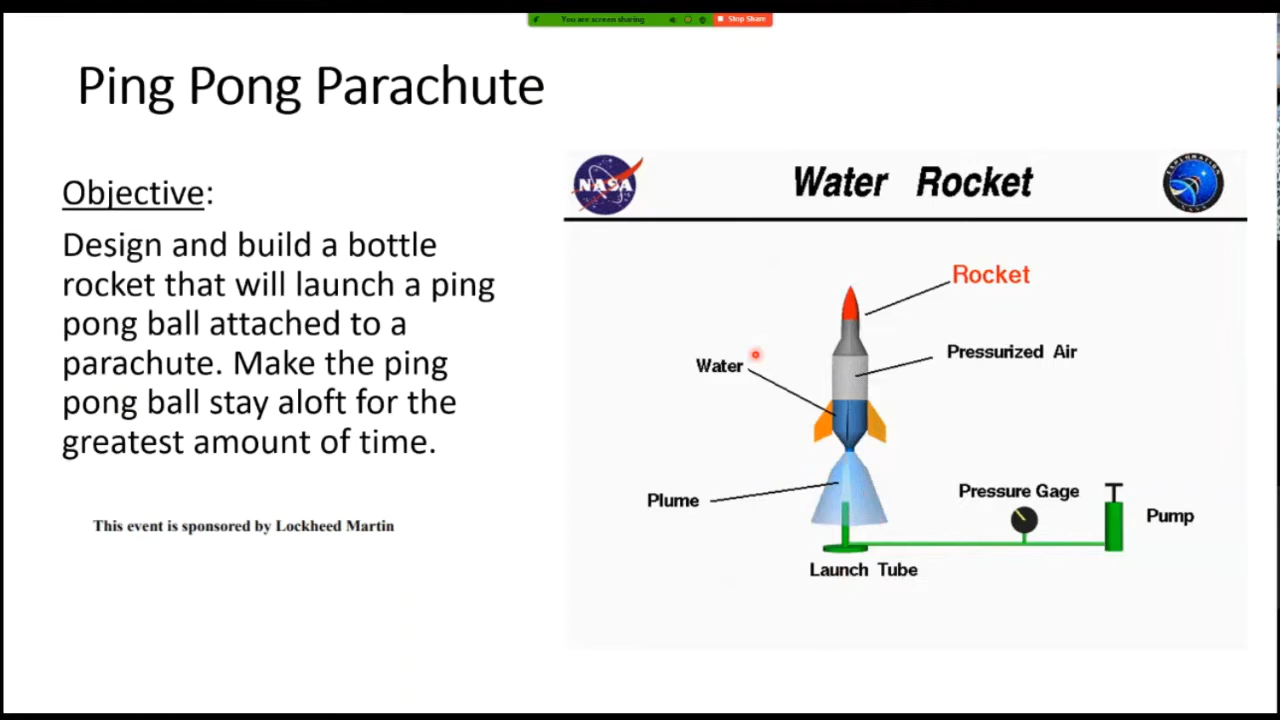 You are screen sharing
Stop Share
Ping Pong Parachute
Objective:
Design and build a bottle
rocket that will launch a ping
pong ball attached to a
parachute. Make the ping
pong ball stay aloft for the
greatest amount of time.
This event is sponsored by Lockheed Martin
NASA
Water Rocket
EXPLORATION
Rocket
Water
Pressurized Air
Plume
Pressure Gage
Pump
Launch Tube